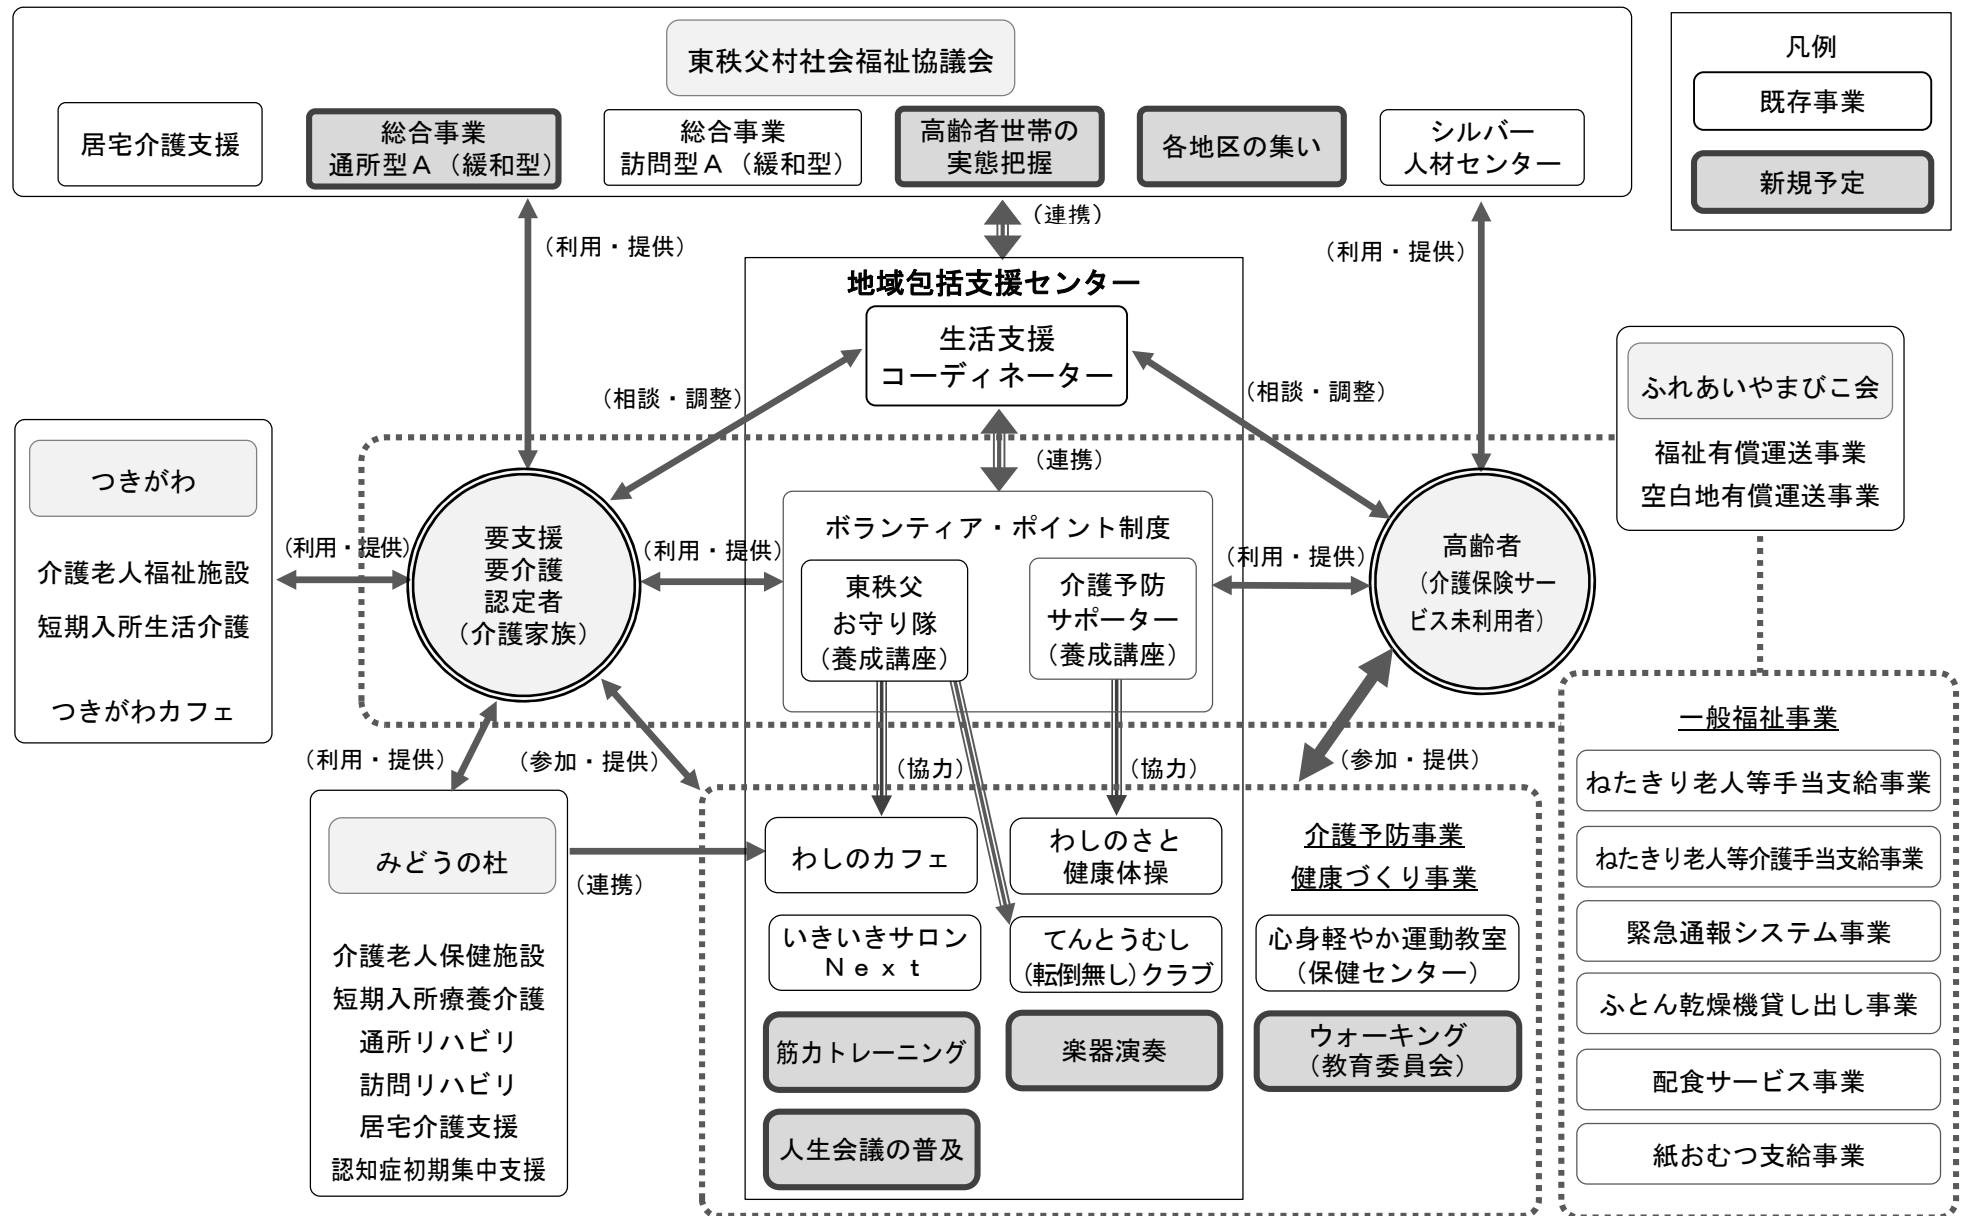 東秩父村社会福祉協議会
居宅介護支援
総合事業
通所型A（緩和型）
総合事業
訪問型A（緩和型）
高齢者世帯の
実態把握
各地区の集い
シルバー
人材センター
凡例
既存事業
新規予定
（利用・提供）
（連携）
（利用・提供）
地域包括支援センター
生活支援
コーディネーター
（相談・調整）
（相談・調整）
（連携）
ふれあいやまびこ会
福祉有償運送事業
空白地有償運送事業
つきがわ
介護老人福祉施設
短期入所生活介護
つきがわカフェ
（利用・提供）
要支援
要介護
認定者
（介護家族）
（利用・提供）
ボランティア・ポイント制度
東秩父
お守り隊
（養成講座）
介護予防
サポーター
（養成講座）
（利用・提供）
高齢者
（介護保険サー
ビス未利用者）
（利用・提供）
（参加・提供）
（協力）
（協力）
（参加・提供）
みどうの杜
介護老人保健施設
短期入所療養介護
通所リハビリ
訪問リハビリ
居宅介護支援
認知症初期集中支援
（連携）
わしのカフェ
わしのさと
健康体操
介護予防事業
健康づくり事業
いきいきサロン
Ｎｅｘｔ
てんとうむし
（転倒無し）クラブ
心身軽やか運動教室
（保健センター）
筋力トレーニング
楽器演奏
ウォーキング
（教育委員会）
人生会議の普及
一般福祉事業
ねたきり老人等手当支給事業
ねたきり老人等介護手当支給事業
緊急通報システム事業
ふとん乾燥機貸し出し事業
配食サービス事業
紙おむつ支給事業